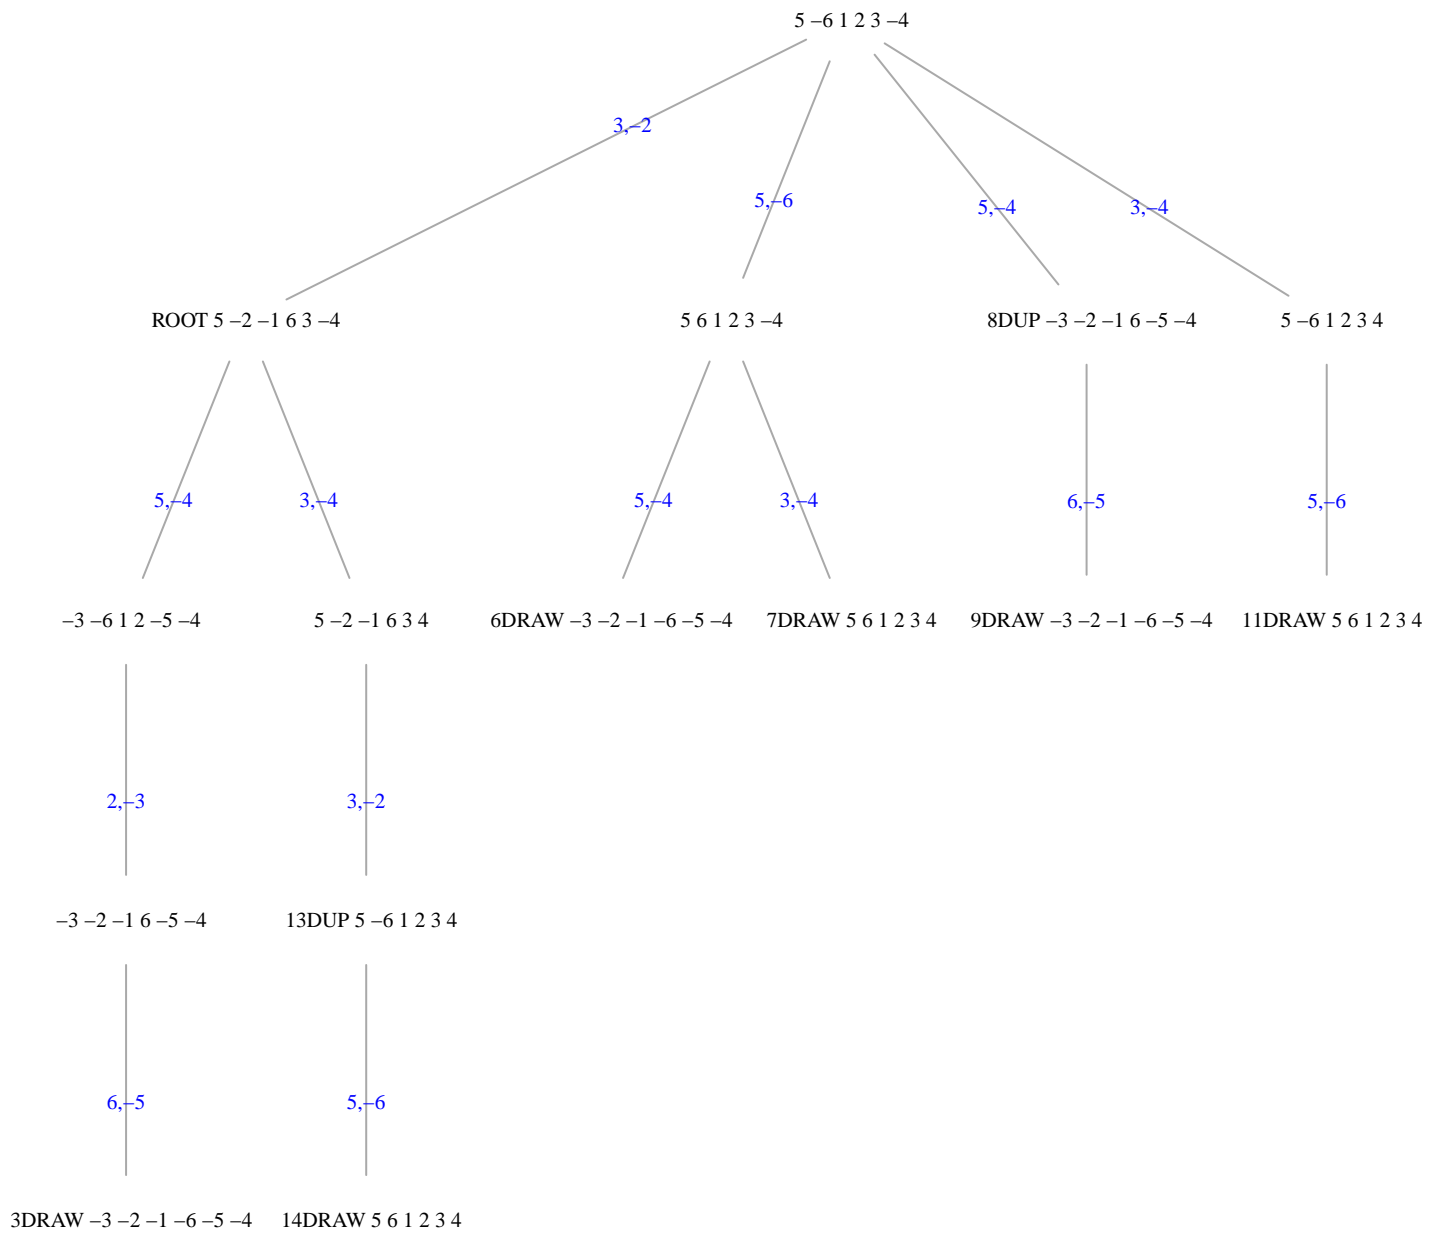 5 –6 1 2 3 –4
3,–2
5,–6
5,–4
3,–4
ROOT 5 –2 –1 6 3 –4
5 6 1 2 3 –4
8DUP –3 –2 –1 6 –5 –4
5 –6 1 2 3 4
5,–4
3,–4
5,–4
3,–4
6,–5
5,–6
–3 –6 1 2 –5 –4
5 –2 –1 6 3 4
6DRAW –3 –2 –1 –6 –5 –4
7DRAW 5 6 1 2 3 4
9DRAW –3 –2 –1 –6 –5 –4
11DRAW 5 6 1 2 3 4
2,–3
3,–2
–3 –2 –1 6 –5 –4
13DUP 5 –6 1 2 3 4
6,–5
5,–6
3DRAW –3 –2 –1 –6 –5 –4
14DRAW 5 6 1 2 3 4